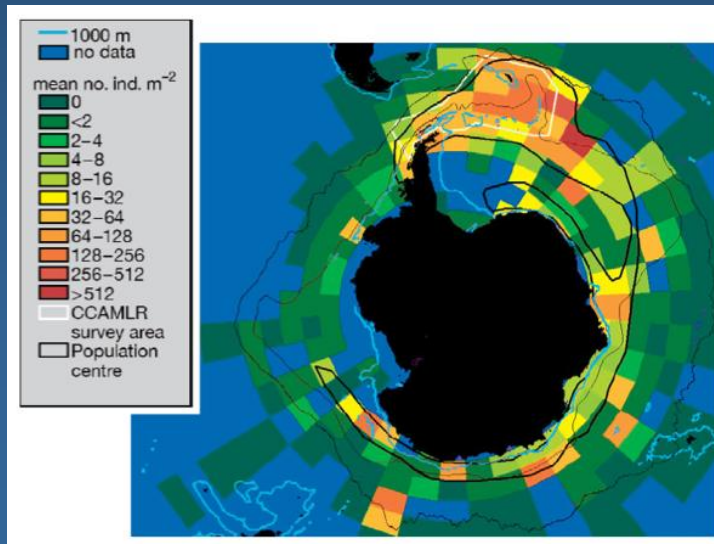 1000 m
no data
mean no. ind. m⁻²
0
<2
2–4
4–8
8–16
16–32
32–64
64–128
128–256
256–512
>512
CCAMLR
survey area
Population
centre